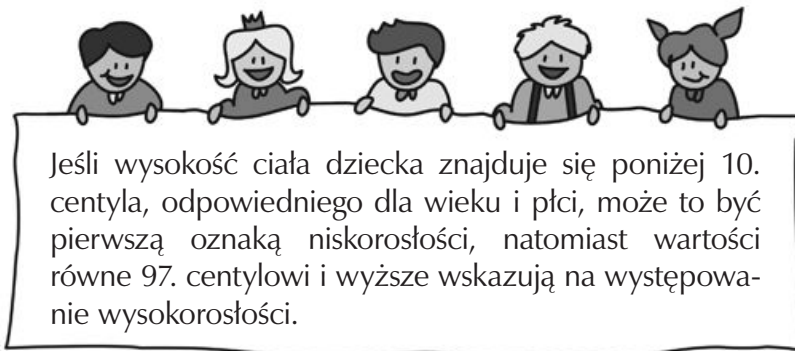 Jeśli wysokość ciała dziecka znajduje się poniżej 10.
centyla, odpowiedniego dla wieku i płci, może to być
pierwszą oznaką niskorosłości, natomiast wartości
równe 97. centylowi i wyższe wskazują na występowa-
nie wysokorosłości.